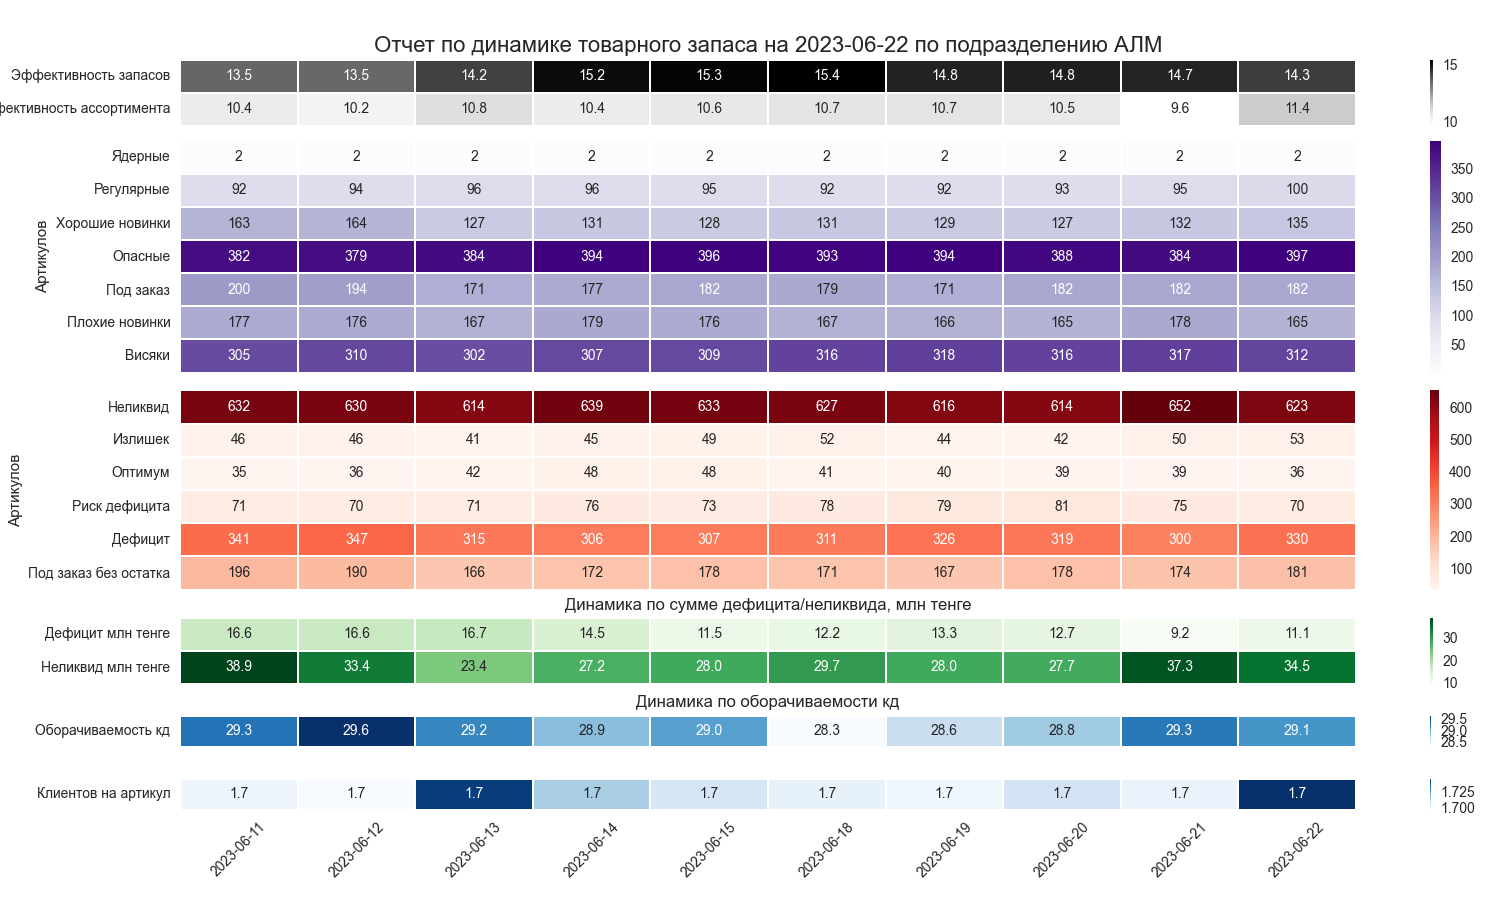 Отчет по динамике товарного запаса на 2023-06-22 по подразделению АЛМ
Эффективность запасов 13.5 13.5 14.2 15.2 15.3 15.4 14.8 14.8 14.7 14.3
фективность ассортимента 10.4 10.2 10.8 10.4 10.6 10.7 10.7 10.5 9.6 11.4
15
10
Артикулов
Ядерные 2 2 2 2 2 2 2 2 2 2
Регулярные 92 94 96 96 95 92 92 93 95 100
Хорошие новинки 163 164 127 131 128 131 129 127 132 135
Опасные 382 379 384 394 396 393 394 388 384 397
Под заказ 200 194 171 177 182 179 171 182 182 182
Плохие новинки 177 176 167 179 176 167 166 165 178 165
Висяки 305 310 302 307 309 316 318 316 317 312
350
300
250
200
150
100
50
Артикулов
Неликвид 632 630 614 639 633 627 616 614 652 623
Излишек 46 46 41 45 49 52 44 42 50 53
Оптимум 35 36 42 48 48 41 40 39 39 36
Риск дефицита 71 70 71 76 73 78 79 81 75 70
Дефицит 341 347 315 306 307 311 326 319 300 330
Под заказ без остатка 196 190 166 172 178 171 167 178 174 181
600
500
400
300
200
100
Динамика по сумме дефицита/неликвида, млн тенге
Дефицит млн тенге 16.6 16.6 16.7 14.5 11.5 12.2 13.3 12.7 9.2 11.1
Неликвид млн тенге 38.9 33.4 23.4 27.2 28.0 29.7 28.0 27.7 37.3 34.5
30
20
10
Динамика по оборачиваемости кд
Оборачиваемость кд 29.3 29.6 29.2 28.9 29.0 28.3 28.6 28.8 29.3 29.1
29.5
29.0
28.5
Клиентов на артикул 1.7 1.7 1.7 1.7 1.7 1.7 1.7 1.7 1.7 1.7
1.725
1.700
2023-06-11 2023-06-12 2023-06-13 2023-06-14 2023-06-15 2023-06-18 2023-06-19 2023-06-20 2023-06-21 2023-06-22